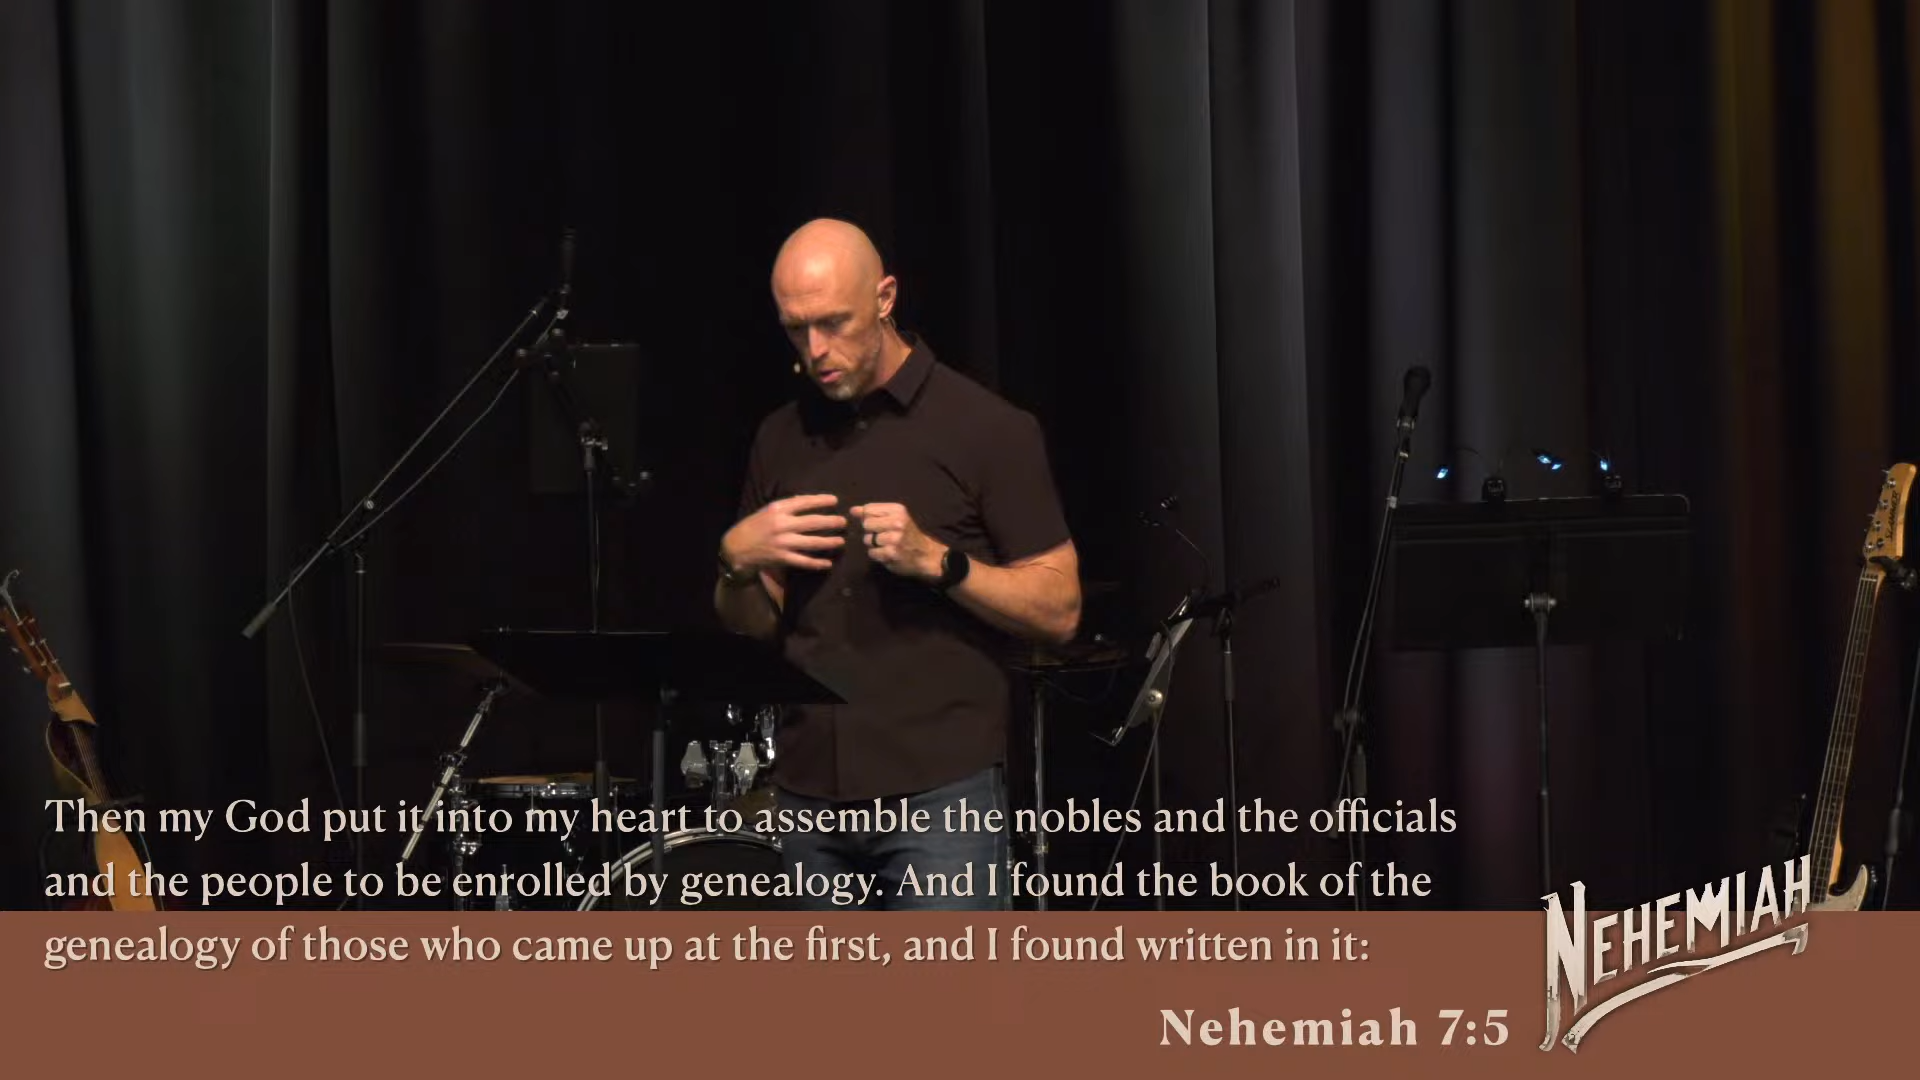 Then my God put it into my heart to assemble the nobles and the officials
and the people to be enrolled by genealogy. And I found the book of the
genealogy of those who came up at the first, and I found written in it:
Nehemiah 7:5
NEHEMIAH